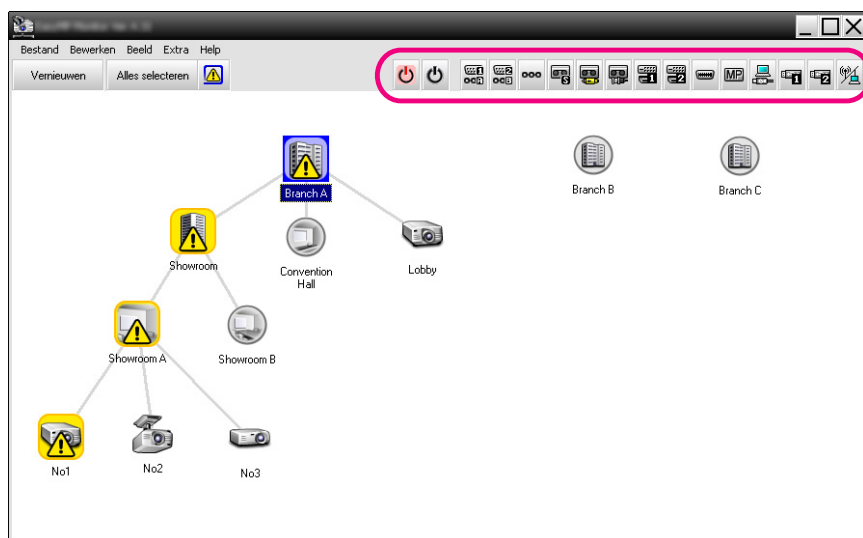 Bestand Bewerken Beeld Extra Help
Vernieuwen Alles selecteren
MP
Branch A
Branch B
Branch C
Showroom
Convention
Hall
Lobby
Showroom A
Showroom B
No1
No2
No3